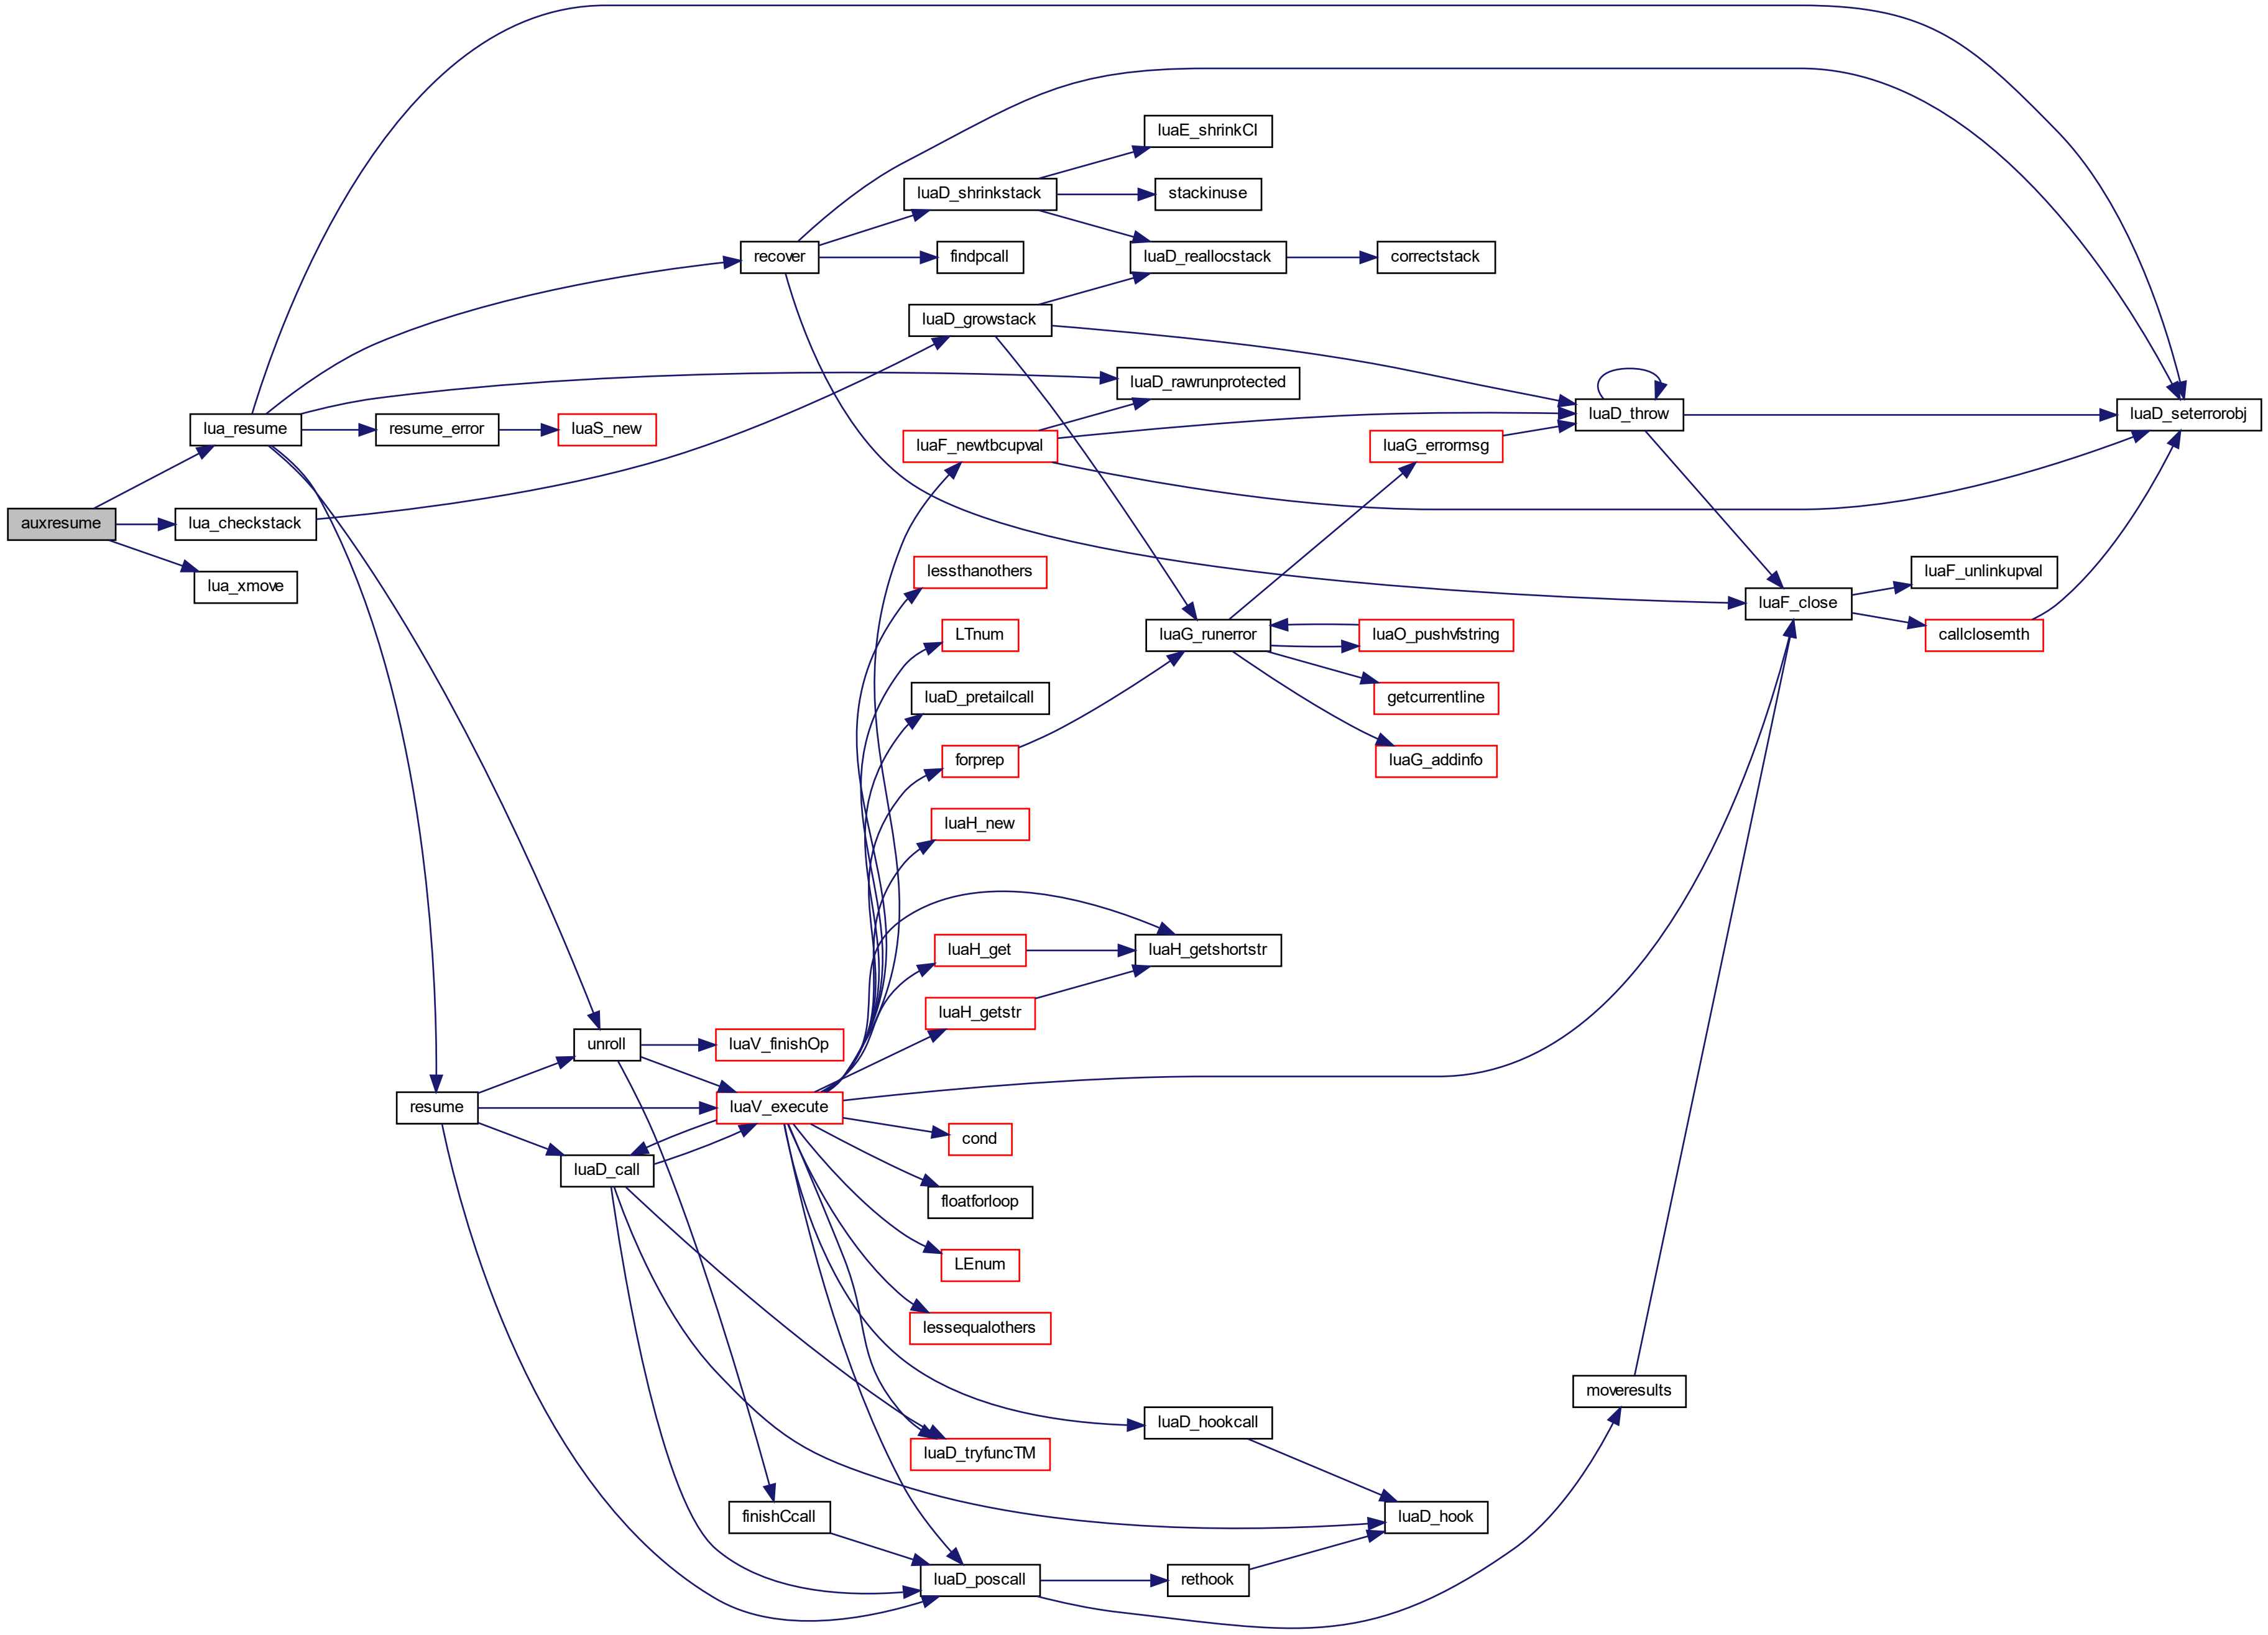 luaE_shrinkCI
luaD_shrinkstack
stackinuse
recover
findpcall
luaD_reallocstack
correctstack
luaD_growstack
luaD_rawrunprotected
lua_resume
resume_error
luaS_new
luaF_newtbcupval
luaG_errormsg
luaD_throw
luaD_seterrorobj
auxresume
lua_checkstack
lua_xmove
lessthanothers
luaF_unlinkupval
luaF_close
LTnum
luaG_runerror
luaO_pushvfstring
callclosemth
luaD_pretailcall
getcurrentline
forprep
luaG_addinfo
luaH_new
luaH_get
luaH_getshortstr
luaH_getstr
unroll
luaV_finishOp
resume
luaV_execute
cond
luaD_call
floatforloop
LEnum
lessequalothers
moveresults
luaD_hookcall
luaD_tryfuncTM
finishCcall
luaD_hook
luaD_poscall
rethook